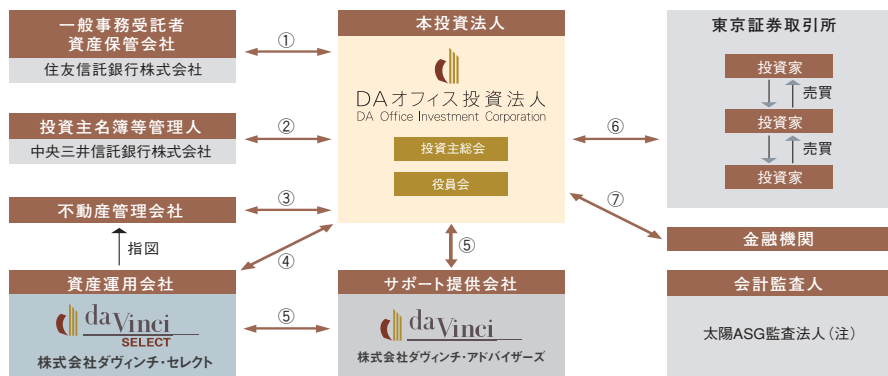 一般事務受託者
資産保管会社
住友信託銀行株式会社
投資主名簿等管理人
中央三井信託銀行株式会社
不動産管理会社
指図
資産運用会社
da Vinci
SELECT
株式会社ダヴィンチ・セレクト
①
②
③
④
⑤
本投資法人
DAオフィス投資法人
DA Office Investment Corporation
投資主総会
役員会
⑤
サポート提供会社
da Vinci
株式会社ダヴィンチ・アドバイザーズ
⑥
⑦
東京証券取引所
投資家
売買
投資家
売買
投資家
金融機関
会計監査人
太陽ASG監査法人（注）